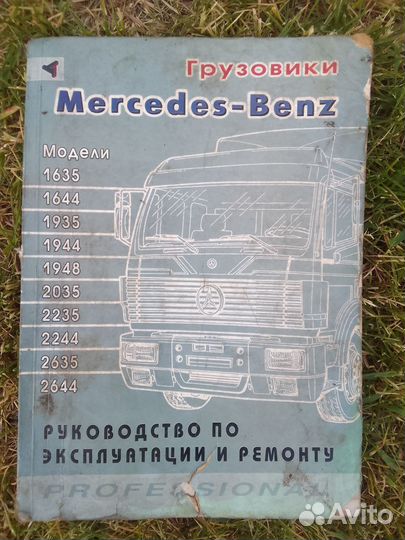 Грузовики
Mercedes-Benz
Модели
1635
1644
1935
1944
1948
2035
2235
2244
2635
2644
РУКОВОДСТВО ПО
ЭКСПЛУАТАЦИИ И РЕМОНТУ
PROFESSIONAL
Avito